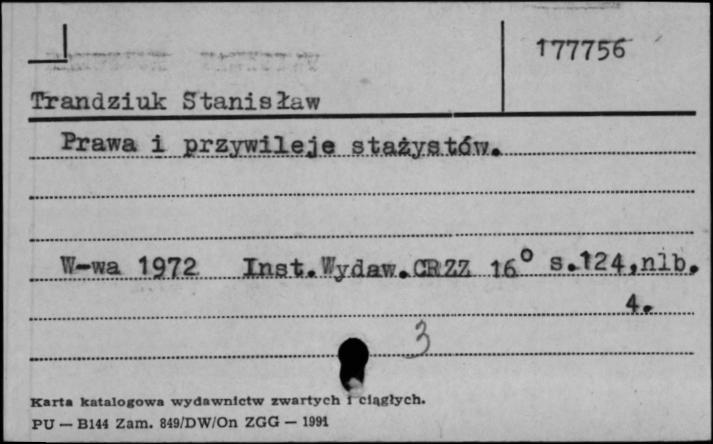 177756
Trandziuk Stanisław
Prawa i przywileje stażystów.
W-wa 1972 Inst.Wydaw.CRZZ 16° s.124,nlb.
4.
3
Karta katalogowa wydawnictw zwartych i ciągłych.
PU — B144 Zam. 849/DW/On ZGG — 1991